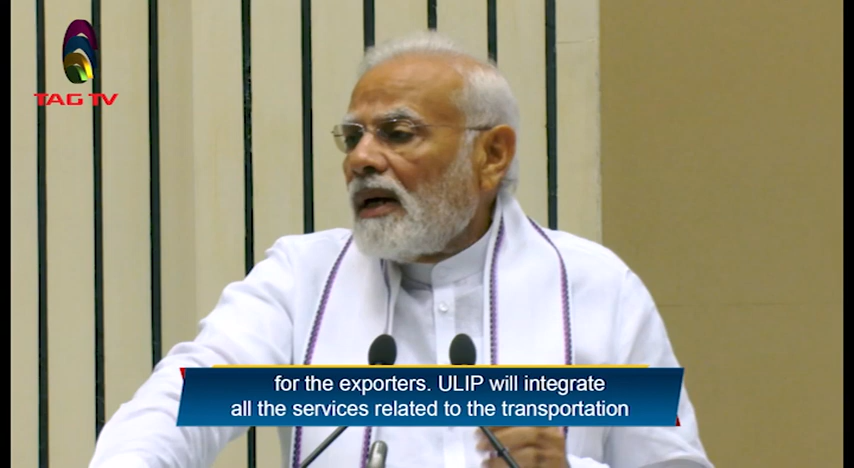 TAG TV
for the exporters. ULIP will integrate
all the services related to the transportation